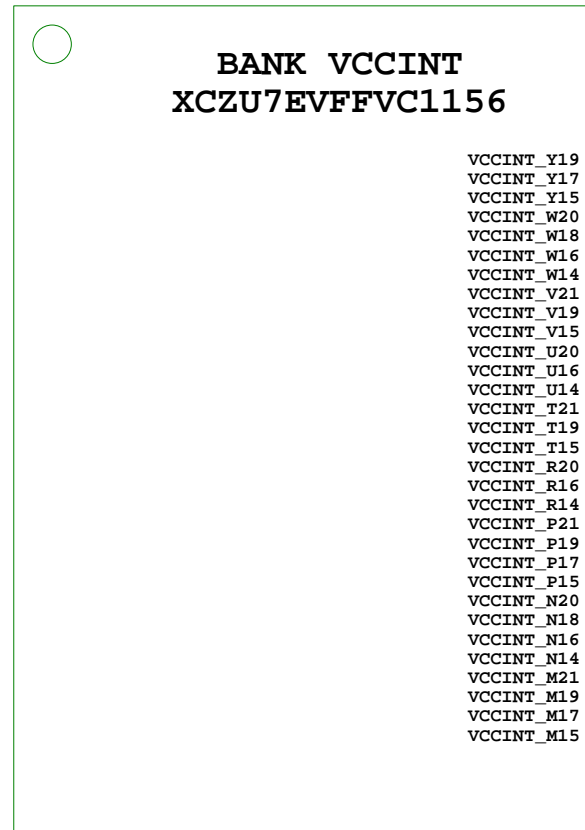 BANK VCCINT
XCZU7EVFFVC1156
VCCINT_Y19
VCCINT_Y17
VCCINT_Y15
VCCINT_W20
VCCINT_W18
VCCINT_W16
VCCINT_W14
VCCINT_V21
VCCINT_V19
VCCINT_V15
VCCINT_U20
VCCINT_U16
VCCINT_U14
VCCINT_T21
VCCINT_T19
VCCINT_T15
VCCINT_R20
VCCINT_R16
VCCINT_R14
VCCINT_P21
VCCINT_P19
VCCINT_P17
VCCINT_P15
VCCINT_N20
VCCINT_N18
VCCINT_N16
VCCINT_N14
VCCINT_M21
VCCINT_M19
VCCINT_M17
VCCINT_M15